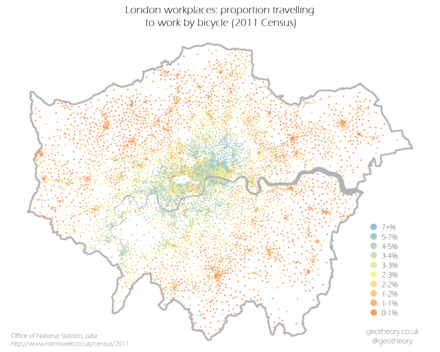 London workplaces: proportion travelling
to work by bicycle (2011 Census)
7+%
5-7%
4-5%
3-4%
3-3%
2-3%
2-2%
1-2%
1-1%
0-1%
Office of National Statistics data
http://www.nomisweb.co.uk/census/2011
geotheory.co.uk
@geotheory